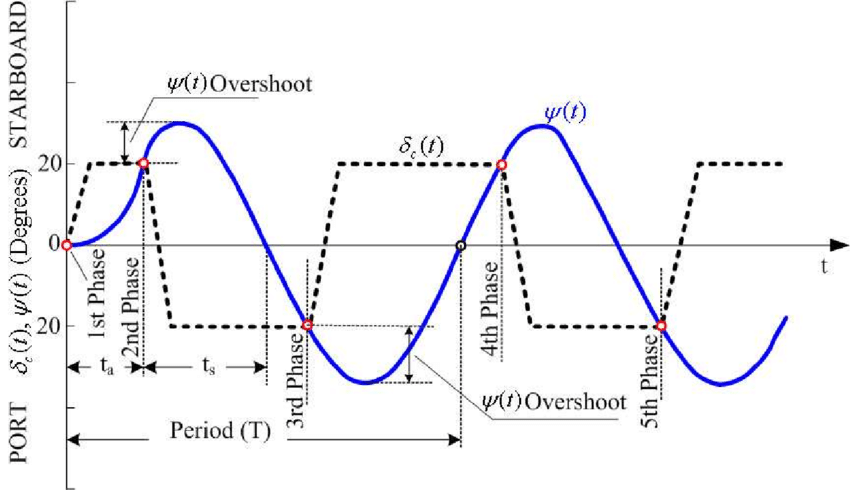 STARBOARD
δc(t), ψ(t) (Degrees)
PORT
20
0
20
ψ(t) Overshoot
δc(t)
ψ(t)
t
1st Phase
2nd Phase
3rd Phase
4th Phase
5th Phase
ta
ts
Period (T)
ψ(t) Overshoot